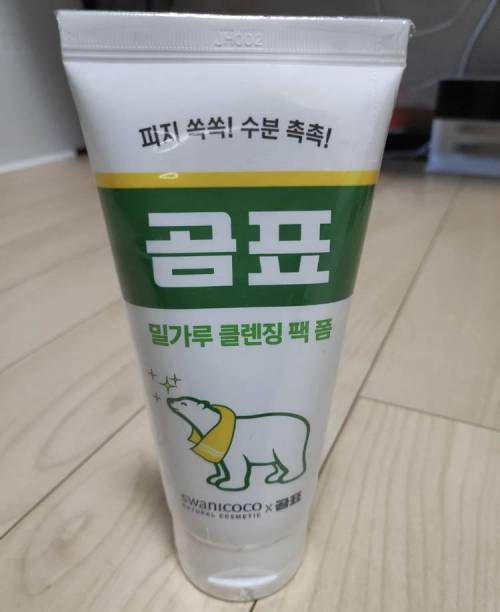 JH002
피지 쏙쏙! 수분 촉촉!
곰표
밀가루 클렌징 팩 폼
swanicoco x 곰표
NATURAL COSMETIC